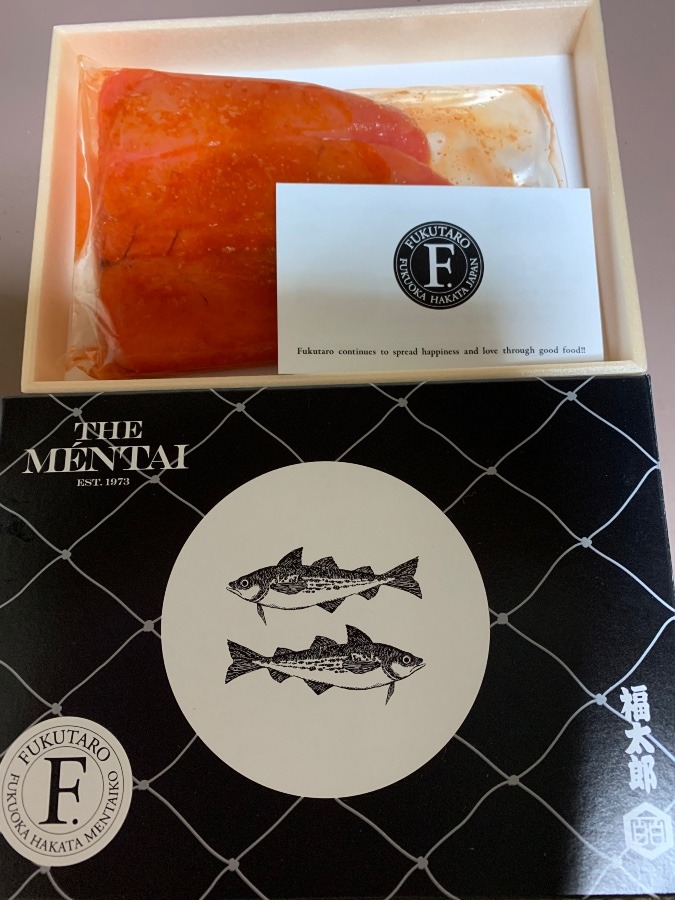 FUKUTARO
F.
FUKUOKA HAKATA JAPAN
Fukutaro continues to spread happiness and love through good food!!
THE
MÉNTAI
EST. 1973
福太郎
FUKUTARO
F.
FUKUOKA HAKATA MENTAIKO